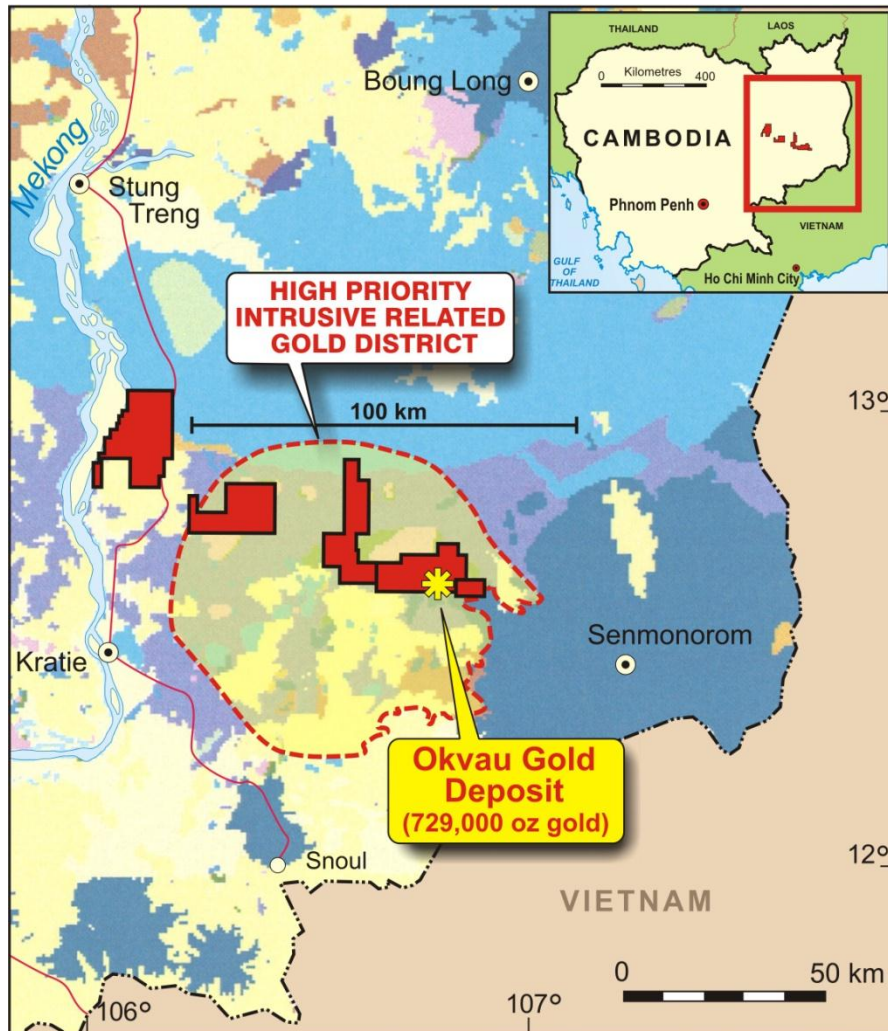 THAILAND
LAOS
0 Kilometres 400
CAMBODIA
Phnom Penh
VIETNAM
GULF
OF
THAILAND
Ho Chi Minh City
Boung Long
Mekong
Stung
Treng
HIGH PRIORITY
INTRUSIVE RELATED
GOLD DISTRICT
100 km
13°
Kratie
Senmonorom
Okvau Gold
Deposit
(729,000 oz gold)
Snoul
12°
VIETNAM
0 50 km
106°
107°